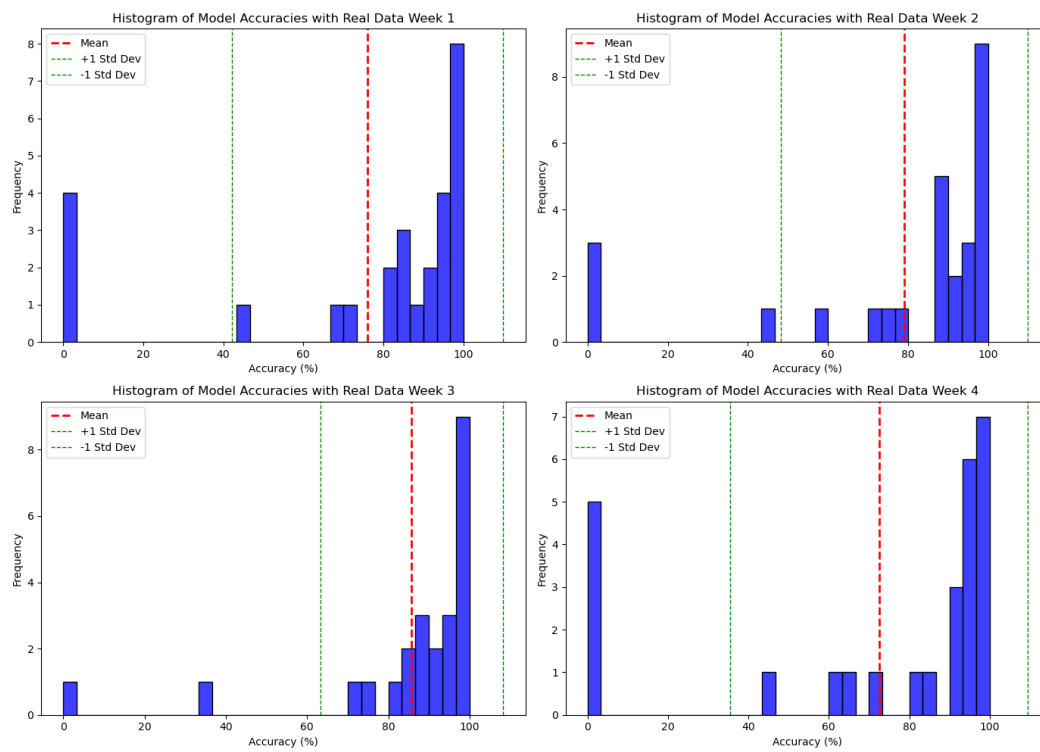 Histogram of Model Accuracies with Real Data Week 1
Mean
+1 Std Dev
-1 Std Dev
Frequency
8
7
6
5
4
3
2
1
0
0 20 40 60 80 100
Accuracy (%)
Histogram of Model Accuracies with Real Data Week 2
Mean
+1 Std Dev
-1 Std Dev
Frequency
8
6
4
2
0
0 20 40 60 80 100
Accuracy (%)
Histogram of Model Accuracies with Real Data Week 3
Mean
+1 Std Dev
-1 Std Dev
Frequency
8
6
4
2
0
0 20 40 60 80 100
Accuracy (%)
Histogram of Model Accuracies with Real Data Week 4
Mean
+1 Std Dev
-1 Std Dev
Frequency
7
6
5
4
3
2
1
0
0 20 40 60 80 100
Accuracy (%)